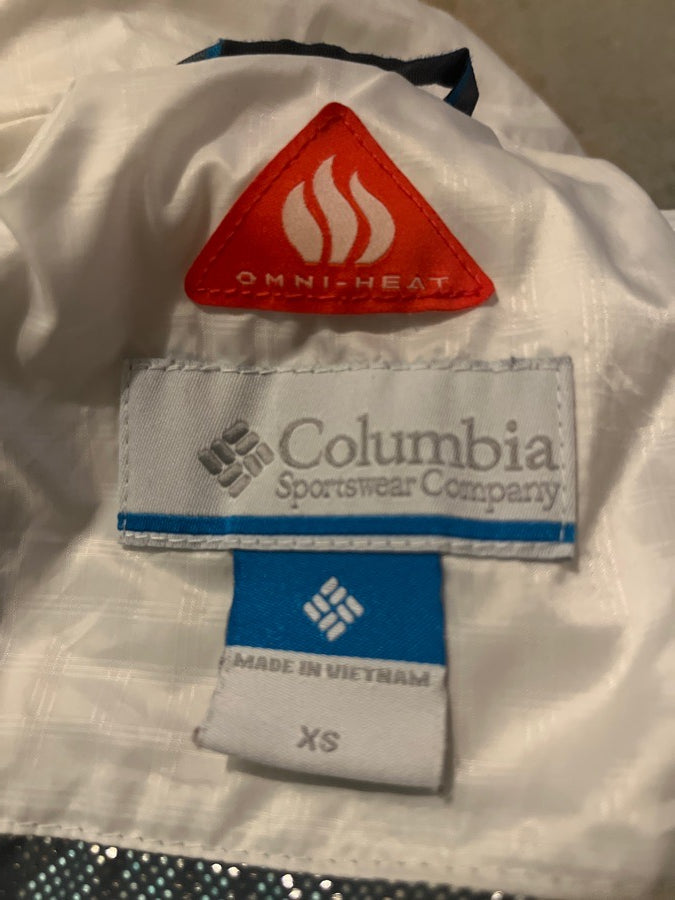 OMNI-HEAT
Columbia
Sportswear Company
MADE IN VIETNAM
XS